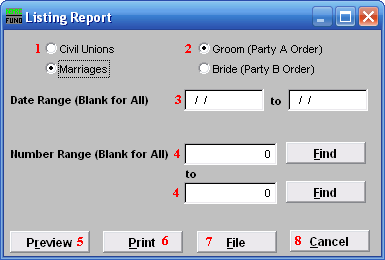 FUND Listing Report
1 Civil Unions 2 Groom (Party A Order)
Marriages Bride (Party B Order)
Date Range (Blank for All) 3 / / to / /
Number Range (Blank for All) 4 0 Find
to
4 0 Find
Preview 5 Print 6 7 File 8 Cancel